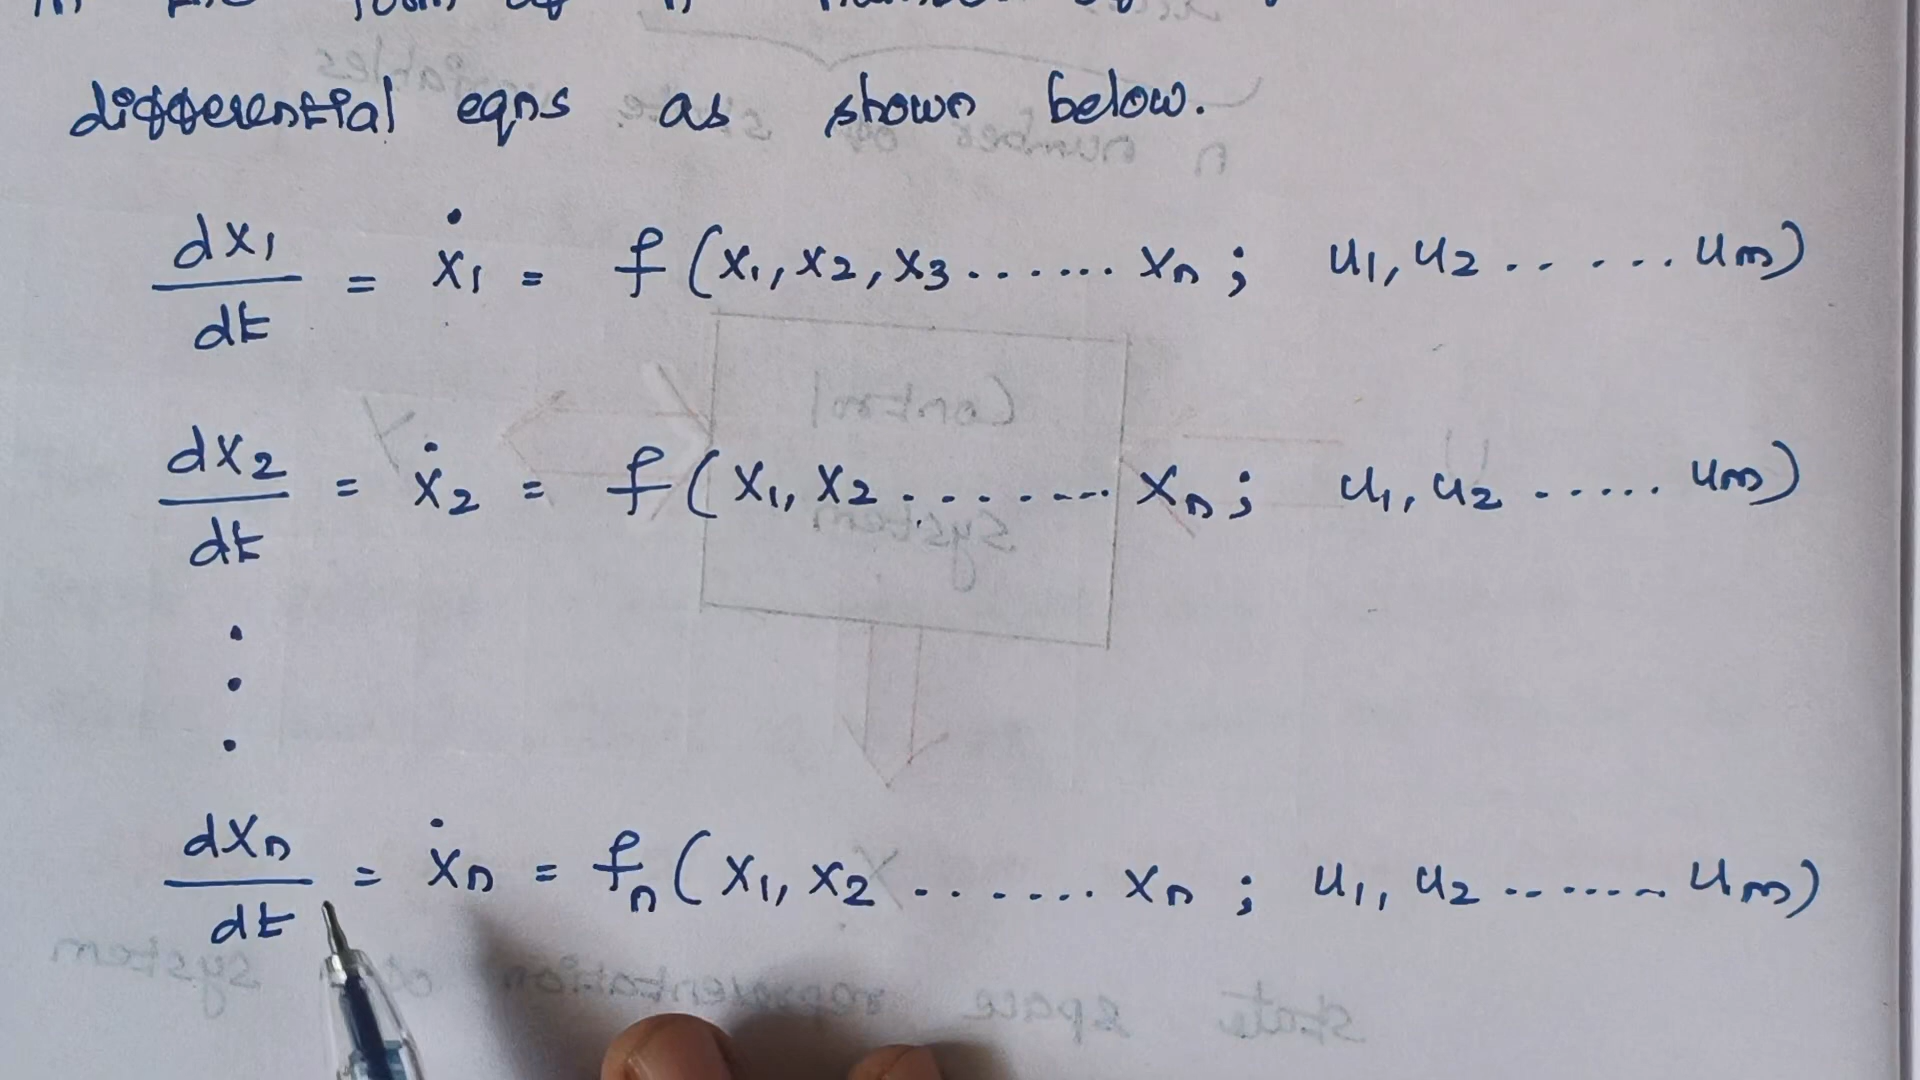 differential eqns as shown below.
dx1/dt = ẋ1 = f (x1, x2, x3....... xn ; u1, u2 ...... um)
dx2/dt = ẋ2 = f (x1, x2 ........ xn ; u1, u2 ...... um)
.
.
.
dxn/dt = ẋn = fn (x1, x2 ........ xn ; u1, u2 ....... um)